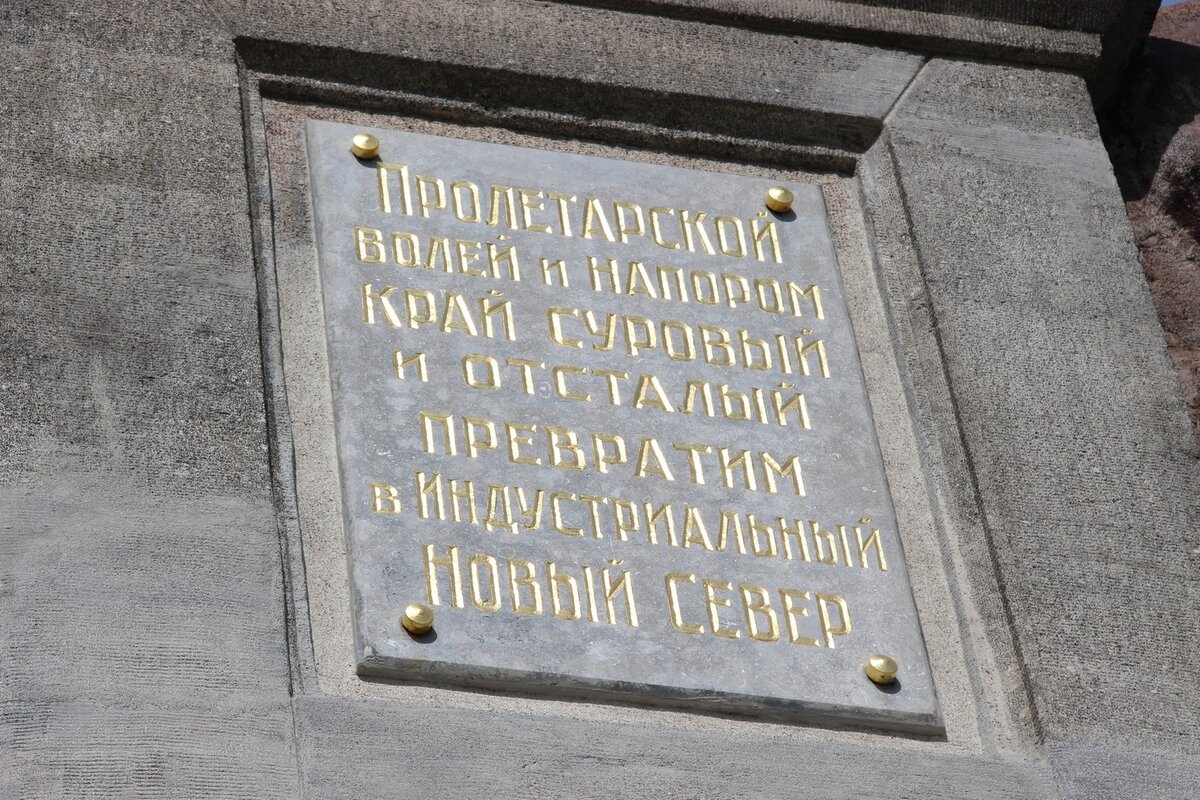 Пролетарской
волей и напором
край суровый
и отсталый
превратим
в индустриальный
Новый Север